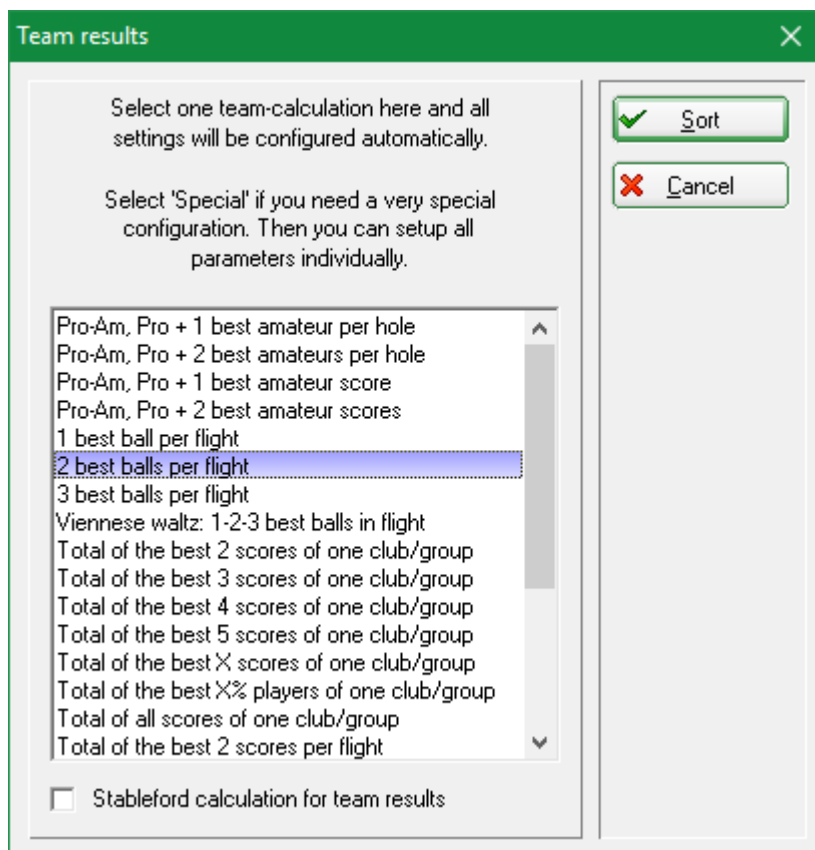 Team results
Select one team-calculation here and all
settings will be configured automatically.
Select 'Special' if you need a very special
configuration. Then you can setup all
parameters individually.
Pro-Am, Pro + 1 best amateur per hole
Pro-Am, Pro + 2 best amateurs per hole
Pro-Am, Pro + 1 best amateur score
Pro-Am, Pro + 2 best amateur scores
1 best ball per flight
2 best balls per flight
3 best balls per flight
Viennese waltz: 1-2-3 best balls in flight
Total of the best 2 scores of one club/group
Total of the best 3 scores of one club/group
Total of the best 4 scores of one club/group
Total of the best 5 scores of one club/group
Total of the best X scores of one club/group
Total of the best X% players of one club/group
Total of all scores of one club/group
Total of the best 2 scores per flight
Stableford calculation for team results
Sort
Cancel